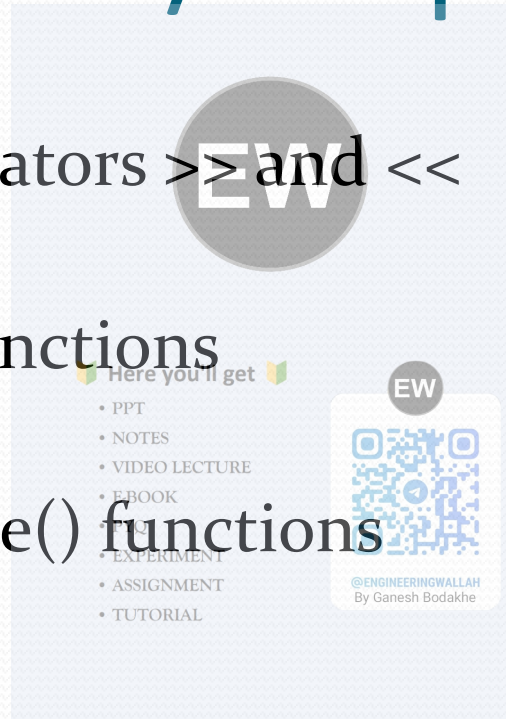 ators >> and <<
EW
nctions
Here you'll get
• PPT
• NOTES
• VIDEO LECTURE
• EBOOK
e() functions
• EXPERIMENT
• ASSIGNMENT
• TUTORIAL
EW
@ENGINEERINGWALLAH
By Ganesh Bodakhe